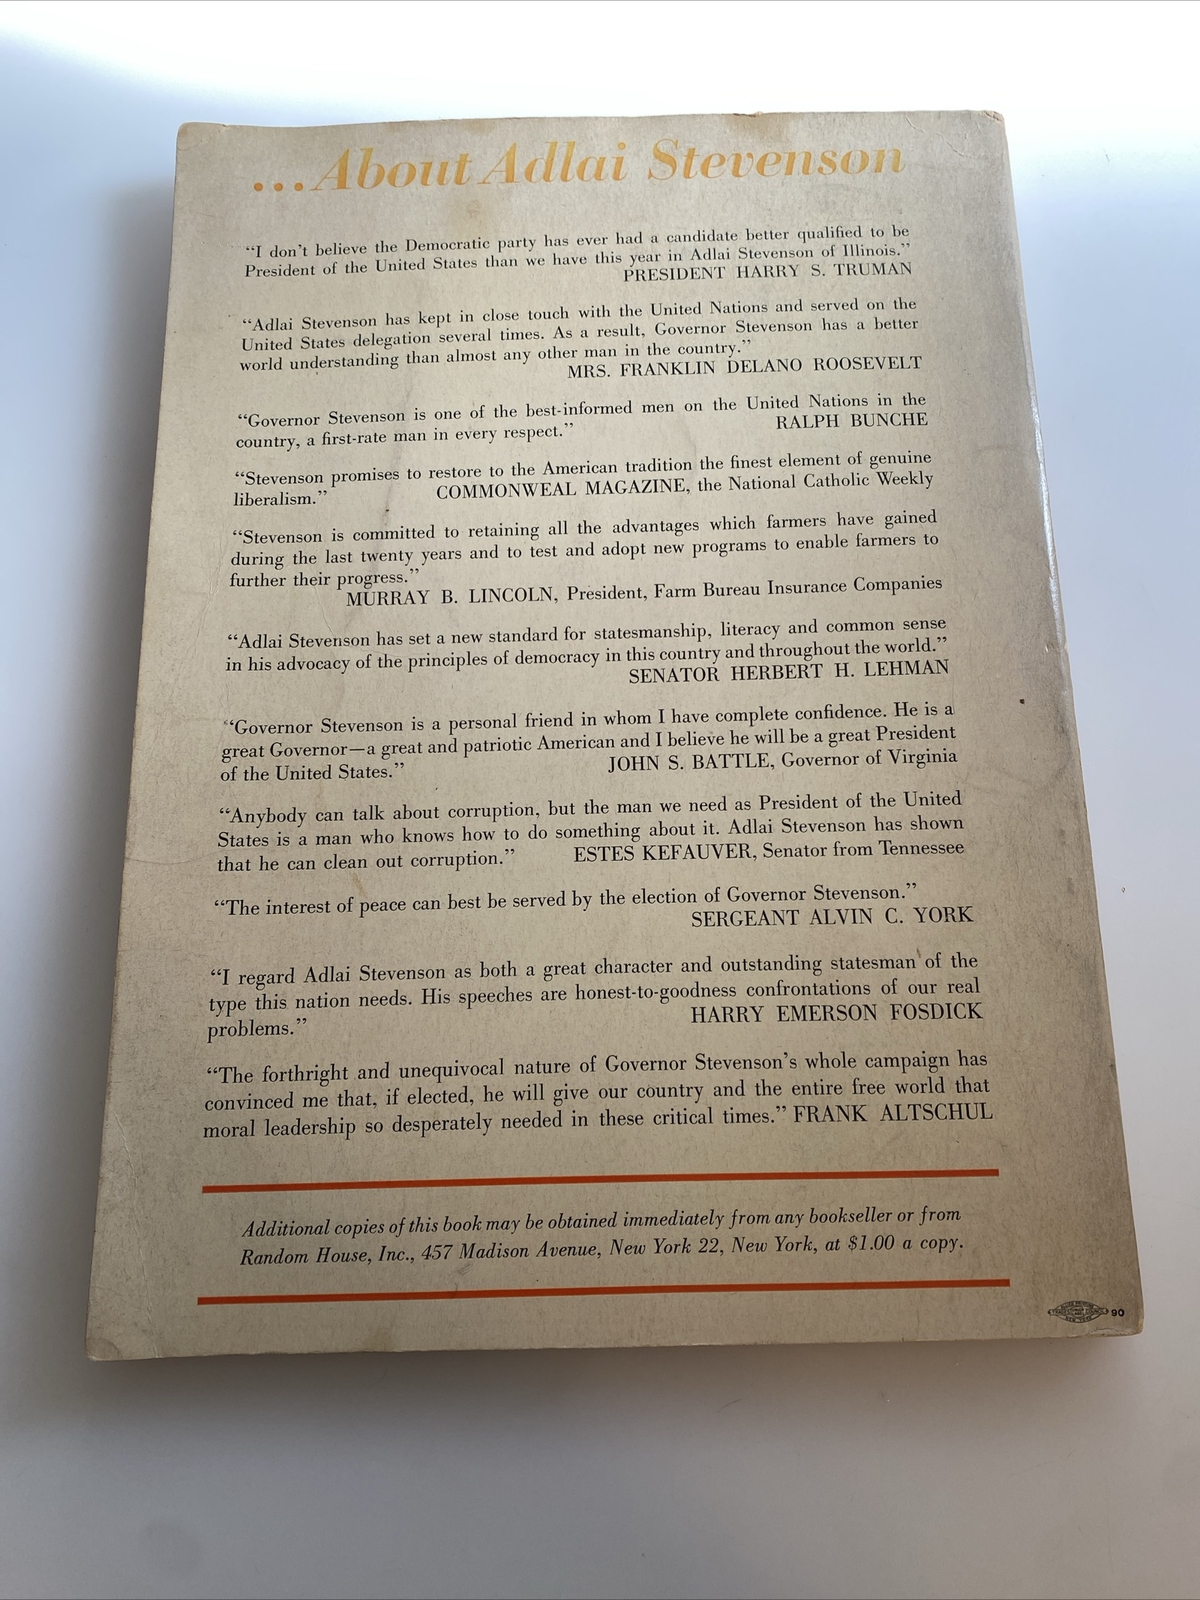 ...About Adlai Stevenson
“I don’t believe the Democratic party has ever had a candidate better qualified to be
President of the United States than we have this year in Adlai Stevenson of Illinois.”
PRESIDENT HARRY S. TRUMAN
“Adlai Stevenson has kept in close touch with the United Nations and served on the
United States delegation several times. As a result, Governor Stevenson has a better
world understanding than almost any other man in the country.”
MRS. FRANKLIN DELANO ROOSEVELT
“Governor Stevenson is one of the best-informed men on the United Nations in the
country, a first-rate man in every respect.” RALPH BUNCHE
“Stevenson promises to restore to the American tradition the finest element of genuine
liberalism.” COMMONWEAL MAGAZINE, the National Catholic Weekly
“Stevenson is committed to retaining all the advantages which farmers have gained
during the last twenty years and to test and adopt new programs to enable farmers to
further their progress.”
MURRAY B. LINCOLN, President, Farm Bureau Insurance Companies
“Adlai Stevenson has set a new standard for statesmanship, literacy and common sense
in his advocacy of the principles of democracy in this country and throughout the world.”
SENATOR HERBERT H. LEHMAN
“Governor Stevenson is a personal friend in whom I have complete confidence. He is a
great Governor—a great and patriotic American and I believe he will be a great President
of the United States.” JOHN S. BATTLE, Governor of Virginia
“Anybody can talk about corruption, but the man we need as President of the United
States is a man who knows how to do something about it. Adlai Stevenson has shown
that he can clean out corruption.” ESTES KEFAUVER, Senator from Tennessee
“The interest of peace can best be served by the election of Governor Stevenson.”
SERGEANT ALVIN C. YORK
“I regard Adlai Stevenson as both a great character and outstanding statesman of the
type this nation needs. His speeches are honest-to-goodness confrontations of our real
problems.” HARRY EMERSON FOSDICK
“The forthright and unequivocal nature of Governor Stevenson’s whole campaign has
convinced me that, if elected, he will give our country and the entire free world that
moral leadership so desperately needed in these critical times.” FRANK ALTSCHUL
Additional copies of this book may be obtained immediately from any bookseller or from
Random House, Inc., 457 Madison Avenue, New York 22, New York, at $1.00 a copy.
90